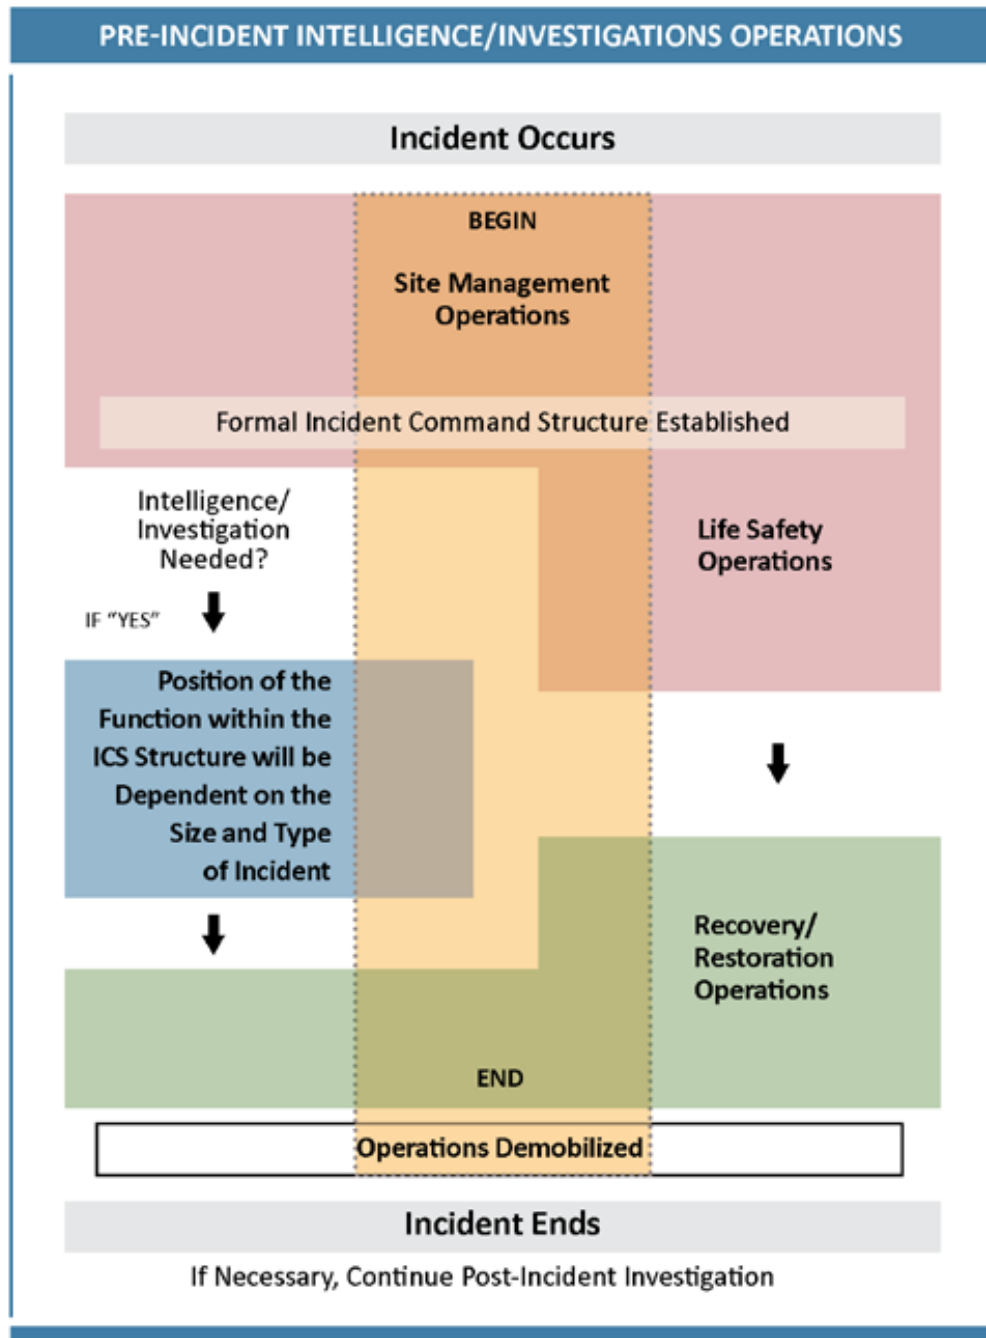 PRE-INCIDENT INTELLIGENCE/INVESTIGATIONS OPERATIONS
Incident Occurs
BEGIN
Site Management
Operations
Formal Incident Command Structure Established
Intelligence/
Investigation
Needed?
IF “YES”
Life Safety
Operations
Position of the
Function within the
ICS Structure will be
Dependent on the
Size and Type
of Incident
Recovery/
Restoration
Operations
END
Operations Demobilized
Incident Ends
If Necessary, Continue Post-Incident Investigation